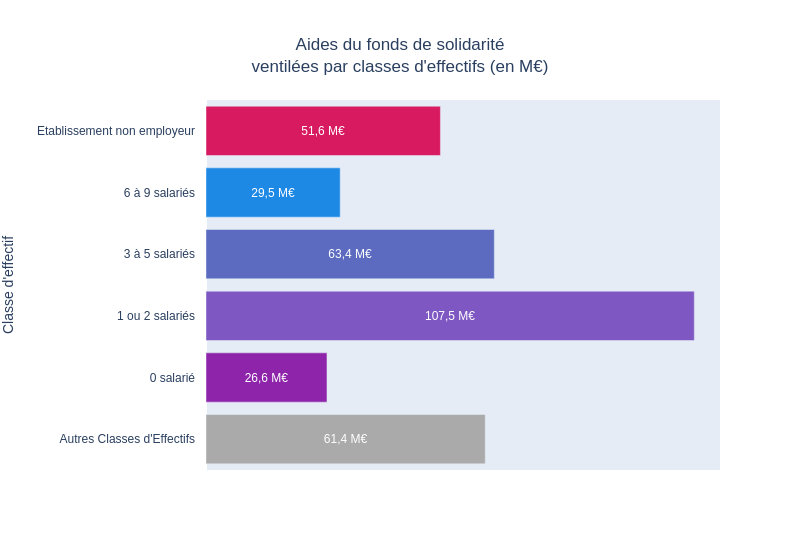 Aides du fonds de solidarité
ventilées par classes d'effectifs (en M€)
Classe d'effectif
Etablissement non employeur
51,6 M€
6 à 9 salariés
29,5 M€
3 à 5 salariés
63,4 M€
1 ou 2 salariés
107,5 M€
0 salarié
26,6 M€
Autres Classes d'Effectifs
61,4 M€